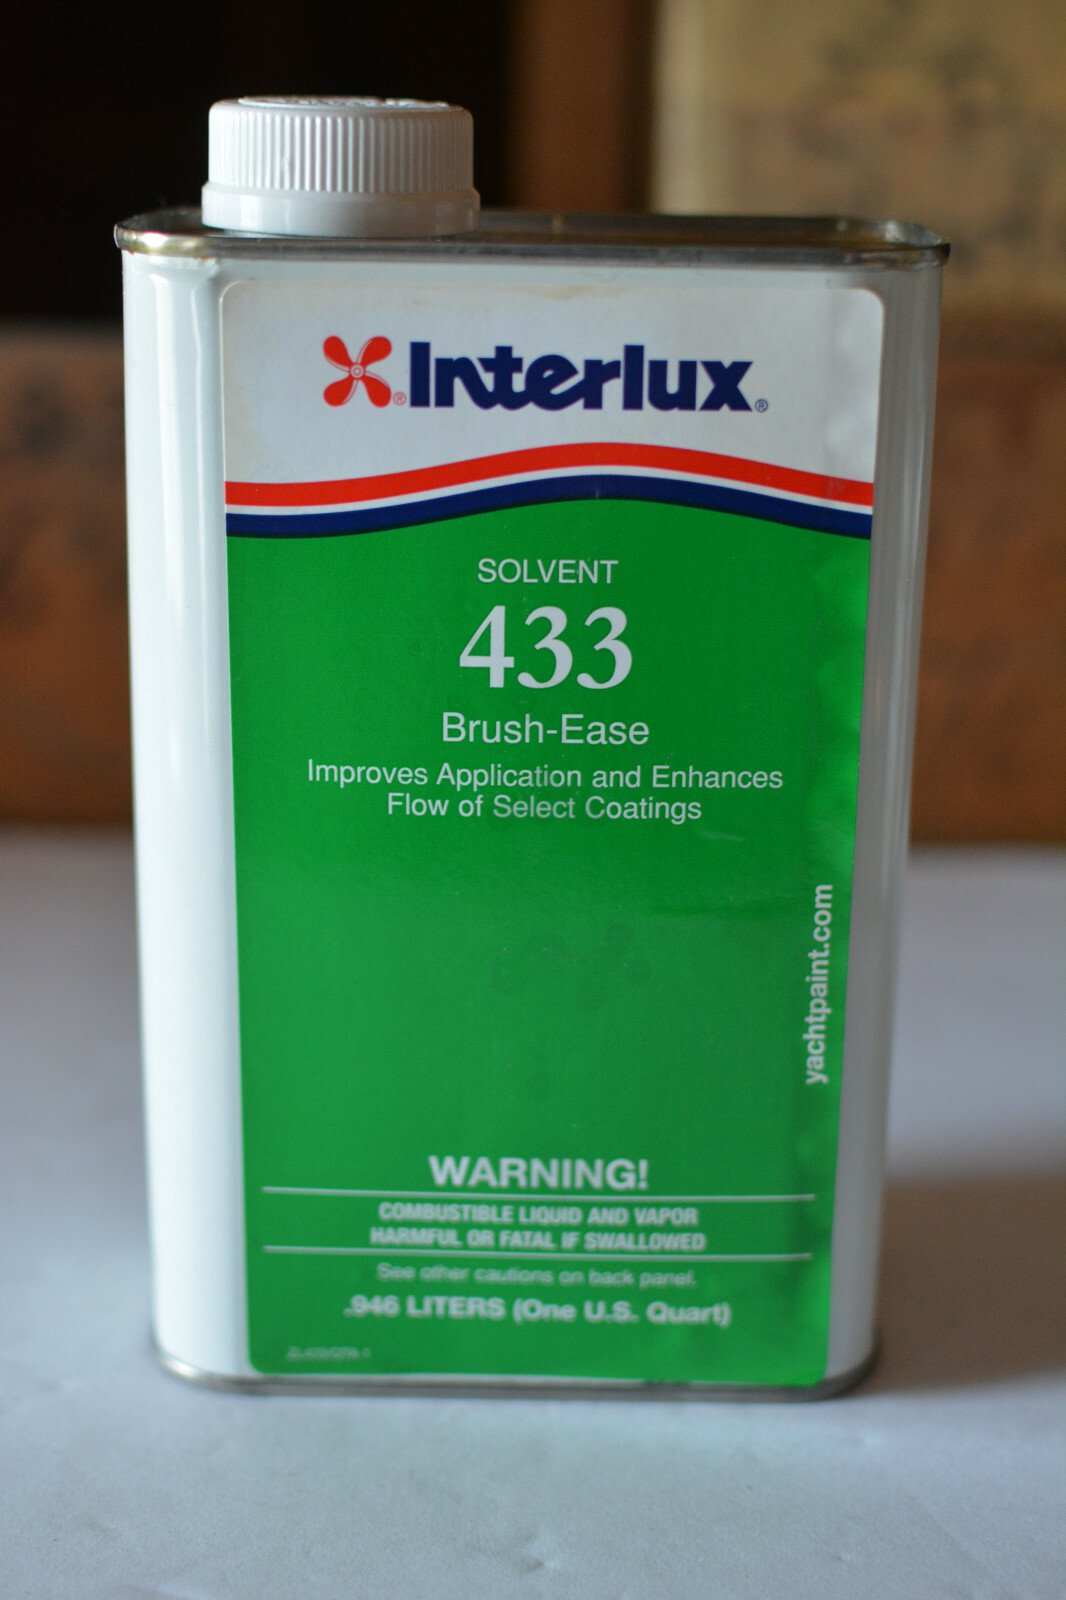 Interlux®
SOLVENT
433
Brush-Ease
Improves Application and Enhances
Flow of Select Coatings
yachtpaint.com
WARNING!
COMBUSTIBLE LIQUID AND VAPOR
HARMFUL OR FATAL IF SWALLOWED
See other cautions on back panel.
.946 LITERS (One U.S. Quart)